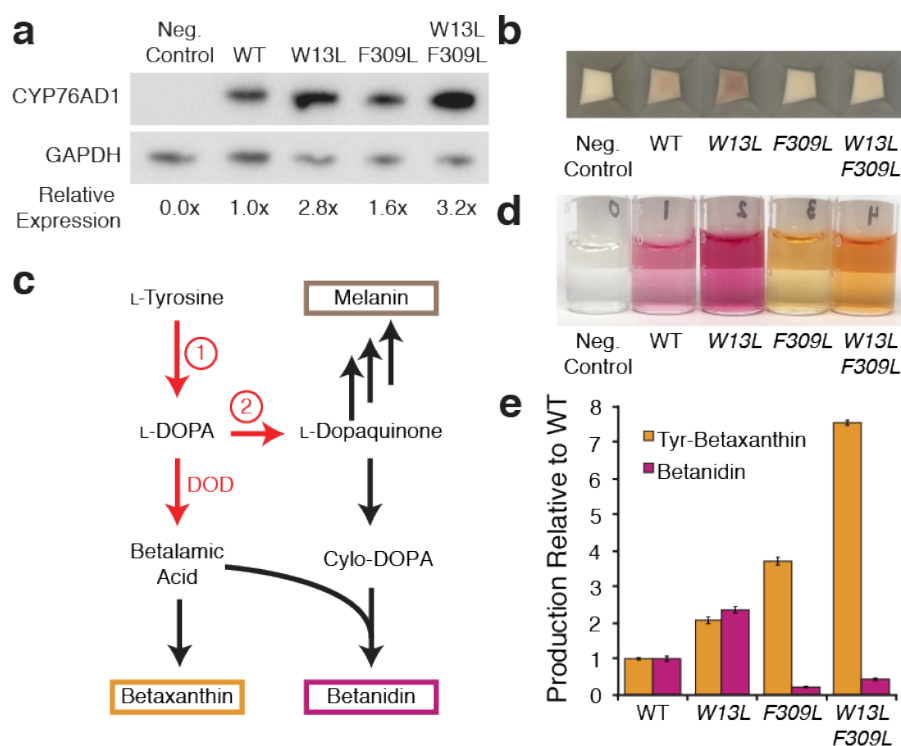 a
Neg.
Control
WT
W13L
F309L
W13L
F309L
CYP76AD1
GAPDH
Relative
Expression
0.0x
1.0x
2.8x
1.6x
3.2x
b
Neg.
Control
WT
W13L
F309L
W13L
F309L
c
L-Tyrosine
1
L-DOPA
2
DOD
Betalamic
Acid
Betaxanthin
Melanin
L-Dopaquinone
Cylo-DOPA
Betanidin
d
0
1
2
3
4
Neg.
Control
WT
W13L
F309L
W13L
F309L
e
Production Relative to WT
8
7
6
5
4
3
2
1
0
Tyr-Betaxanthin
Betanidin
WT
W13L
F309L
W13L
F309L